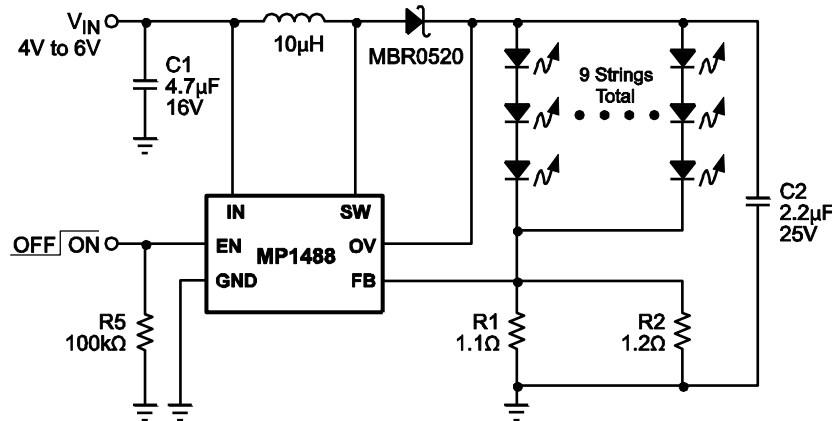 VIN
4V to 6V
C1
4.7µF
16V
10µH
MBR0520
9 Strings
Total
C2
2.2µF
25V
IN
SW
EN
MP1488
OV
GND
FB
OFF ON
R5
100kΩ
R1
1.1Ω
R2
1.2Ω